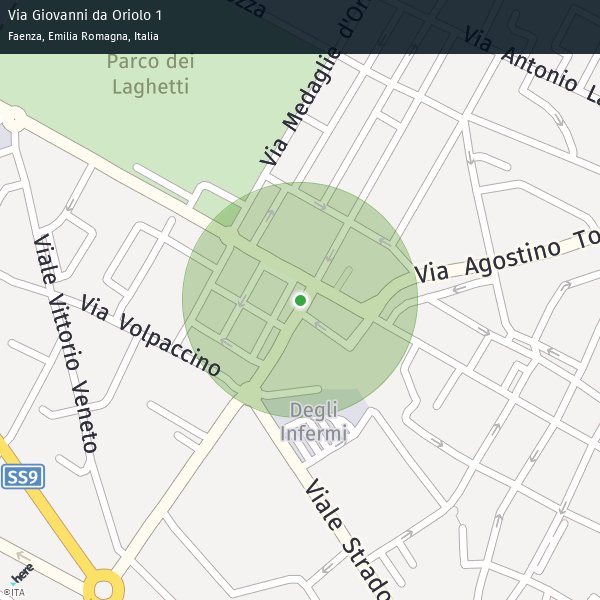 Via Giovanni da Oriolo 1
Faenza, Emilia Romagna, Italia
Parco dei
Laghetti
Via Medaglie d'Or
Via Antonio La
Via Agostino To
Viale Vittorio Veneto
Via Volpaccino
Degli
Infermi
SS9
Viale Strado
here
©ITA